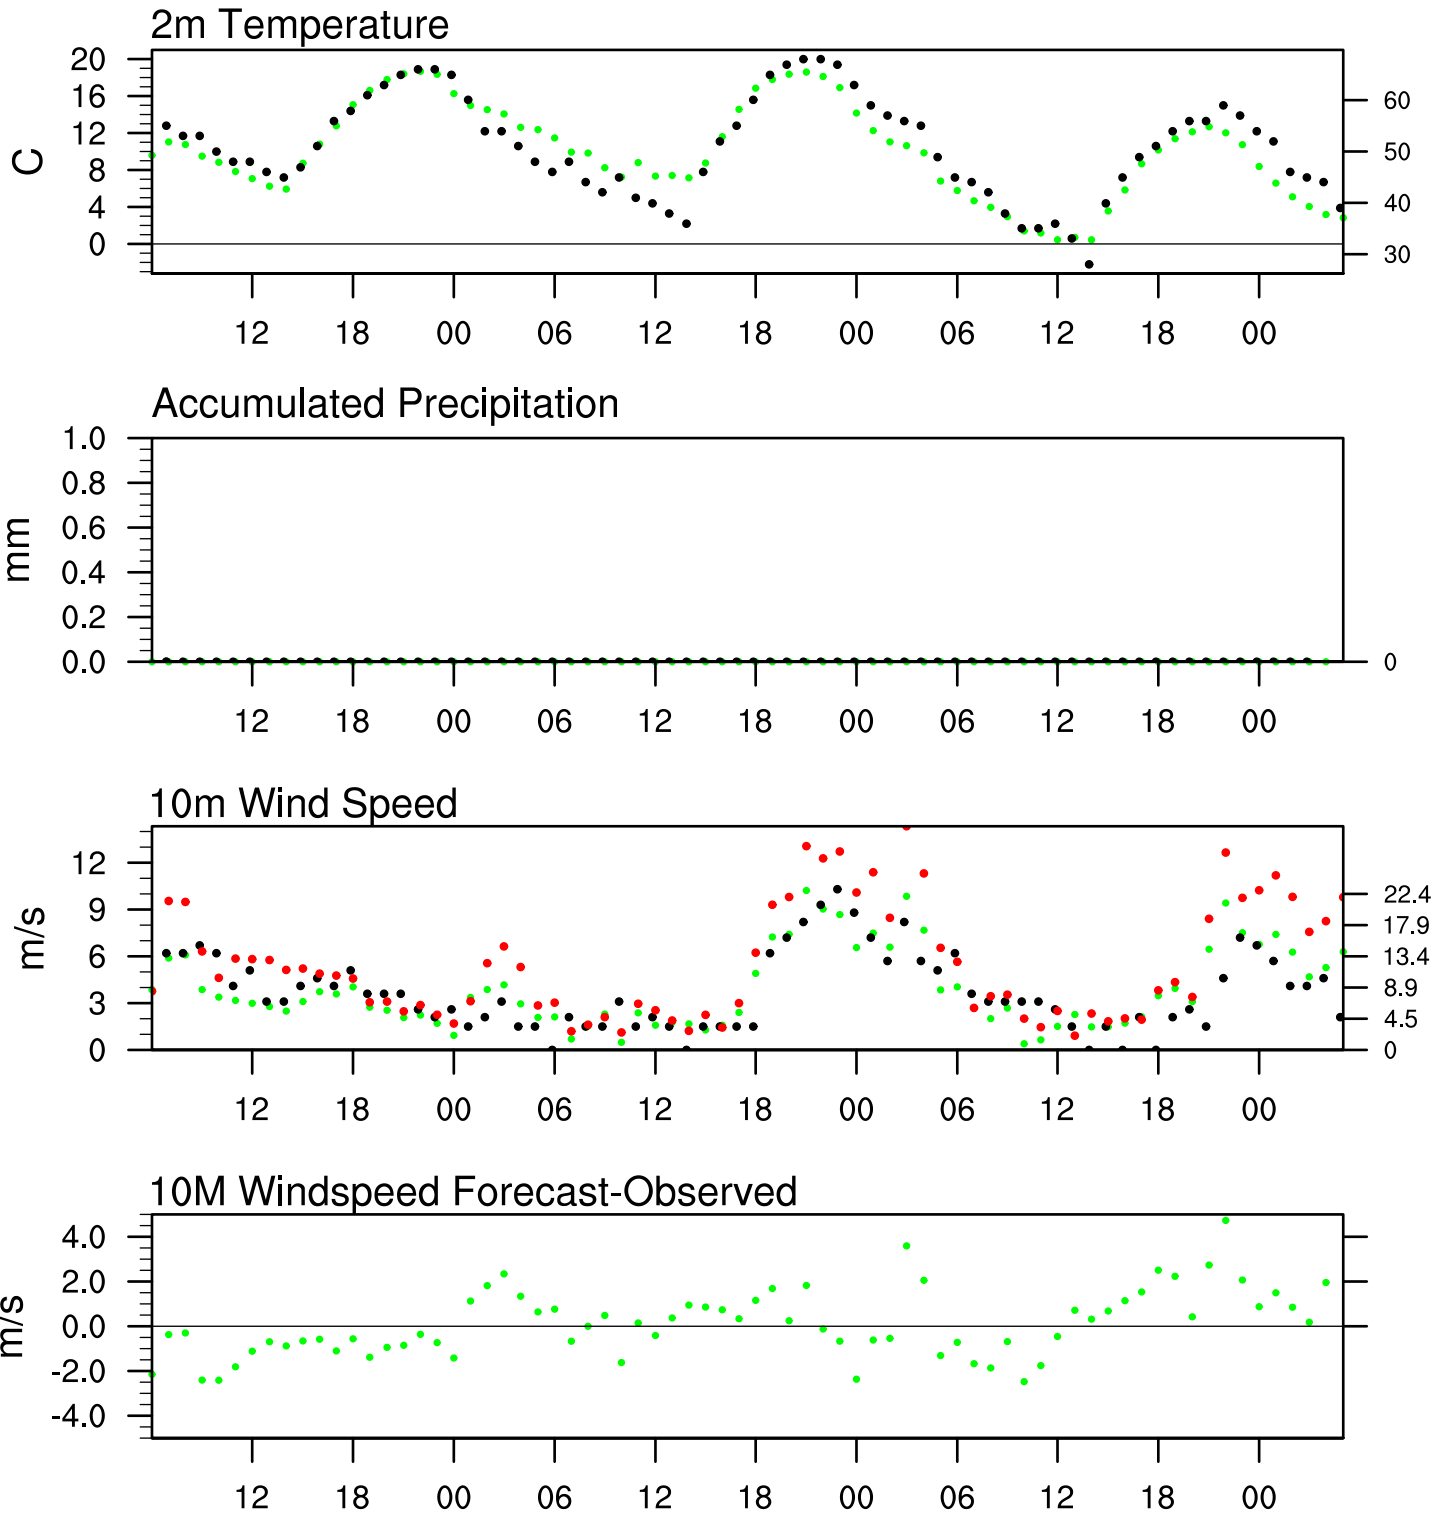 2m Temperature
20
16
12
8
4
0
C
60
50
40
30
12 18 00 06 12 18 00 06 12 18 00
Accumulated Precipitation
1.0
0.8
0.6
0.4
0.2
0.0
mm
0
12 18 00 06 12 18 00 06 12 18 00
10m Wind Speed
12
9
6
3
0
m/s
22.4
17.9
13.4
8.9
4.5
0
12 18 00 06 12 18 00 06 12 18 00
10M Windspeed Forecast-Observed
4.0
2.0
0.0
-2.0
-4.0
m/s
12 18 00 06 12 18 00 06 12 18 00